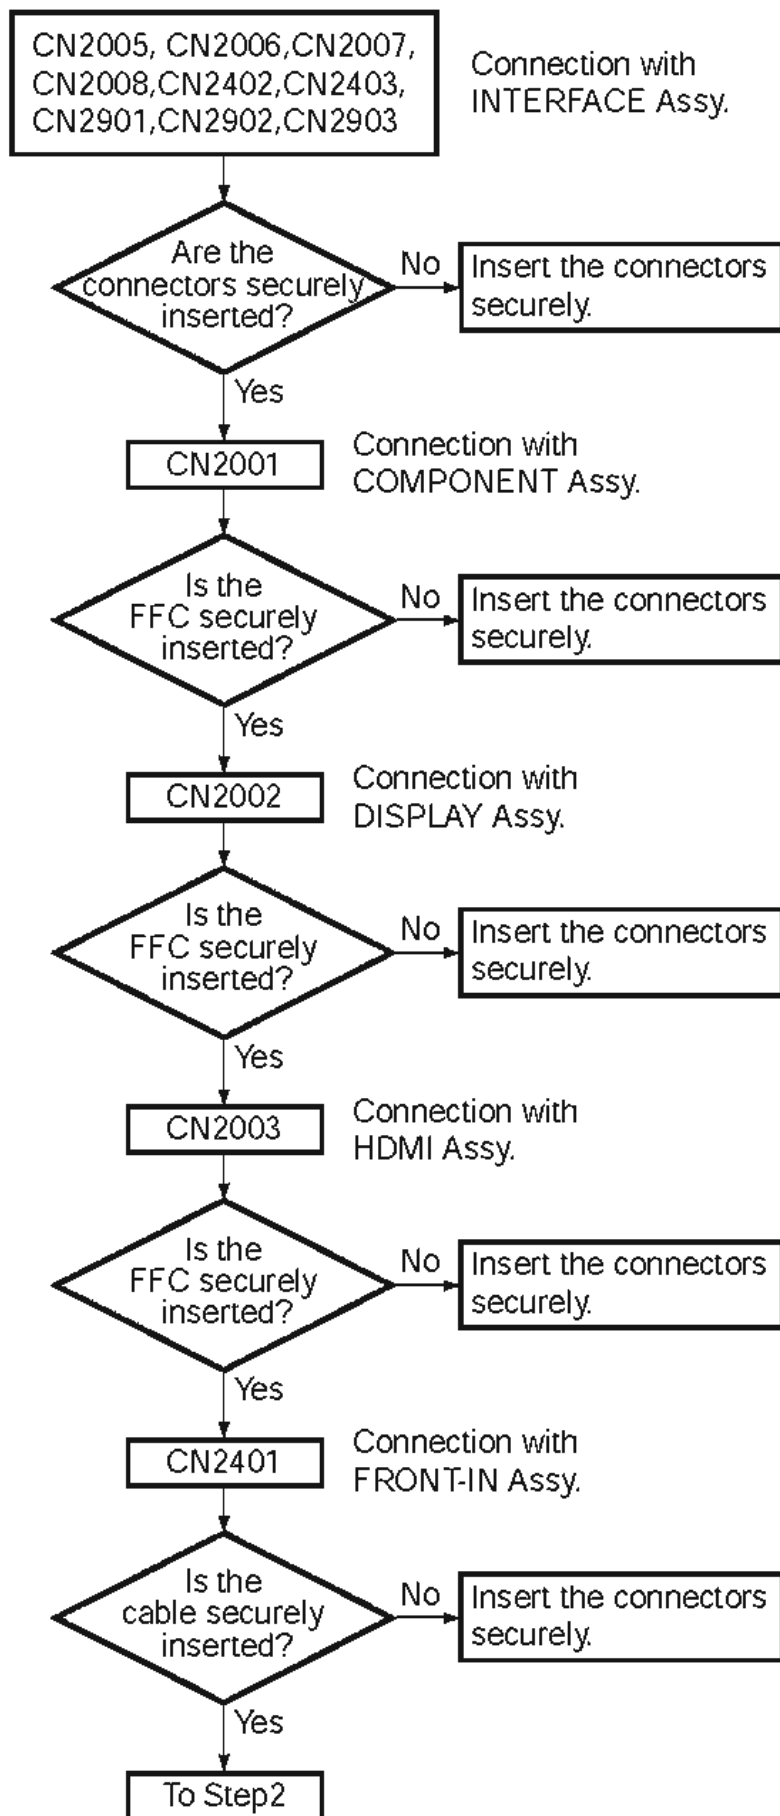 CN2005, CN2006,CN2007,
CN2008,CN2402,CN2403,
CN2901,CN2902,CN2903
Connection with
INTERFACE Assy.
Are the
connectors securely
inserted?
No
Insert the connectors
securely.
Yes
CN2001
Connection with
COMPONENT Assy.
Is the
FFC securely
inserted?
No
Insert the connectors
securely.
Yes
CN2002
Connection with
DISPLAY Assy.
Is the
FFC securely
inserted?
No
Insert the connectors
securely.
Yes
CN2003
Connection with
HDMI Assy.
Is the
FFC securely
inserted?
No
Insert the connectors
securely.
Yes
CN2401
Connection with
FRONT-IN Assy.
Is the
cable securely
inserted?
No
Insert the connectors
securely.
Yes
To Step2